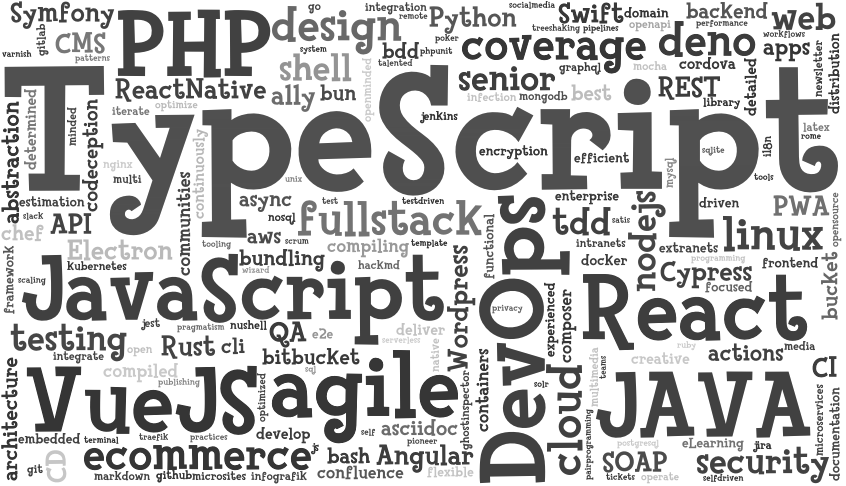 Symfony
gitlab
varnish
CMS
patterns
PHP
design
go
system
integration
remote
Python
socialmedia
Swift
domain
treeshaking
pipelines
openapi
backend
performance
web
workflows
apps
newsletter
distribution
poker
bdd
phpunit
talented
coverage
deno
graphql
mocha
cordova
detailed
shell
openminded
senior
REST
library
ReactNative
ally
bun
infection
mongodb
best
iterate
optimize
jenkins
TypeScript
abstraction
determined
minded
codeception
nginx
multi
continuously
unix
encryption
efficient
mysql
sqlite
i18n
latex
rome
tools
estimation
slack
API
chef
communities
async
nosql
test
testdriven
enterprise
driven
PWA
opensource
Electron
tooling
aws
scrum
fullstack
compiling
template
functional
tdd
satis
intranets
nodejs
extranets
linux
programming
frontend
bucket
framework
scaling
kubernetes
bundling
wizard
hackmd
Wordpress
docker
Cypress
focused
JavaScript
DevOps
privacy
experienced
composer
React
testing
jest
pragmatism
nushell
QA
e2e
deliver
serverless
native
integrate
open
Rust
cli
bitbucket
ruby
creative
actions
media
CI
architecture
compiled
publishing
sql
optimized
containers
solr
cloud
multimedia
teams
VueJS
agile
JAVA
microservices
documentation
ghostinspector
self
asciidoc
pioneer
embedded
terminal
traefik
practices
develop
js
pairprogramming
postgresql
eLearning
jira
git
CD
ecommerce
bash
Angular
SOAP
security
markdown
github
microsites
infografik
confluence
flexible
tickets
operate
selfdriven